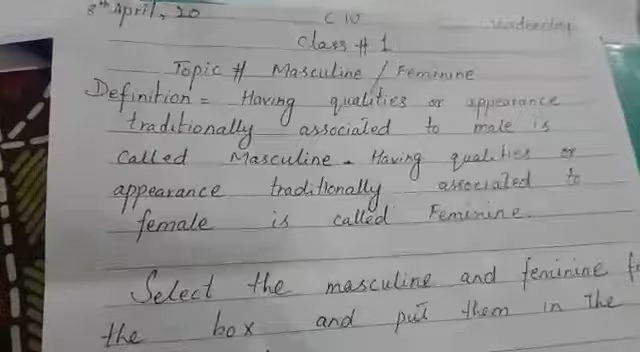 8th April, 20 C W Wednesday
Class # 1
Topic # Masculine / Feminine
Definition = Having qualities or appearance
traditionally associated to male is
called Masculine. Having qualities or
appearance traditionally associated to
female is called Feminine.
Select the masculine and feminine
the box and put them in the